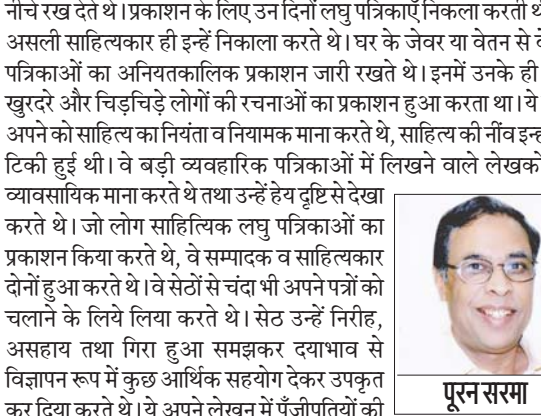 नीचे रख देते थे। प्रकाशन के लिए उन दिनों लघु पत्रिकाएँ निकला करती
असली साहित्यकार ही इन्हें निकाला करते थे। घर के जेवर या वेतन से
पत्रिकाओं का अनियतकालिक प्रकाशन जारी रखते थे। इनमें उनके ही
खुरदरे और चिड़चिड़े लोगों की रचनाओं का प्रकाशन हुआ करता था। ये
अपने को साहित्य का नियंता व नियामक माना करते थे, साहित्य की नींव
टिकी हुई थी। वे बड़ी व्यवहारिक पत्रिकाओं में लिखने वाले
व्यावसायिक माना करते थे तथा उन्हें हेय दृष्टि से देखा
करते थे। जो लोग साहित्यिक लघु पत्रिकाओं का
प्रकाशन किया करते थे, वे सम्पादक व साहित्यकार
दोनों हुआ करते थे। वे सेठों से चंदा भी अपने पत्रों को
चलाने के लिये लिया करते थे। सेठ उन्हें निरीह,
असहाय तथा गिरा हुआ समझकर दयाभाव से
विज्ञापन रूप में कुछ आर्थिक सहयोग देकर उपकृत
कर दिया करते थे। ये अपने लेखन में पूँजीपतियों की
पूरन सरमा